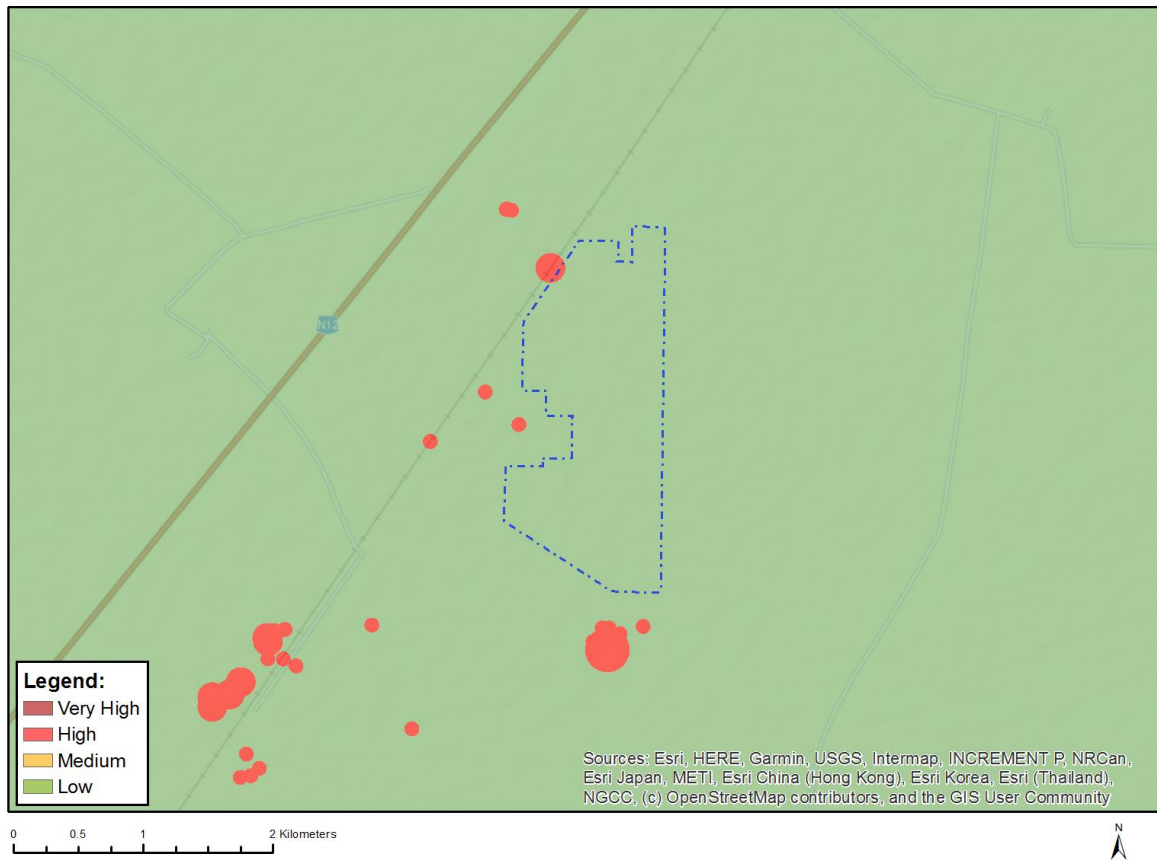 N12
Legend:
Very High
High
Medium
Low
Sources: Esri, HERE, Garmin, USGS, Intermap, INCREMENT P, NRCan,
Esri Japan, METI, Esri China (Hong Kong), Esri Korea, Esri (Thailand),
NGCC, (c) OpenStreetMap contributors, and the GIS User Community
0 0.5 1 2 Kilometers
N